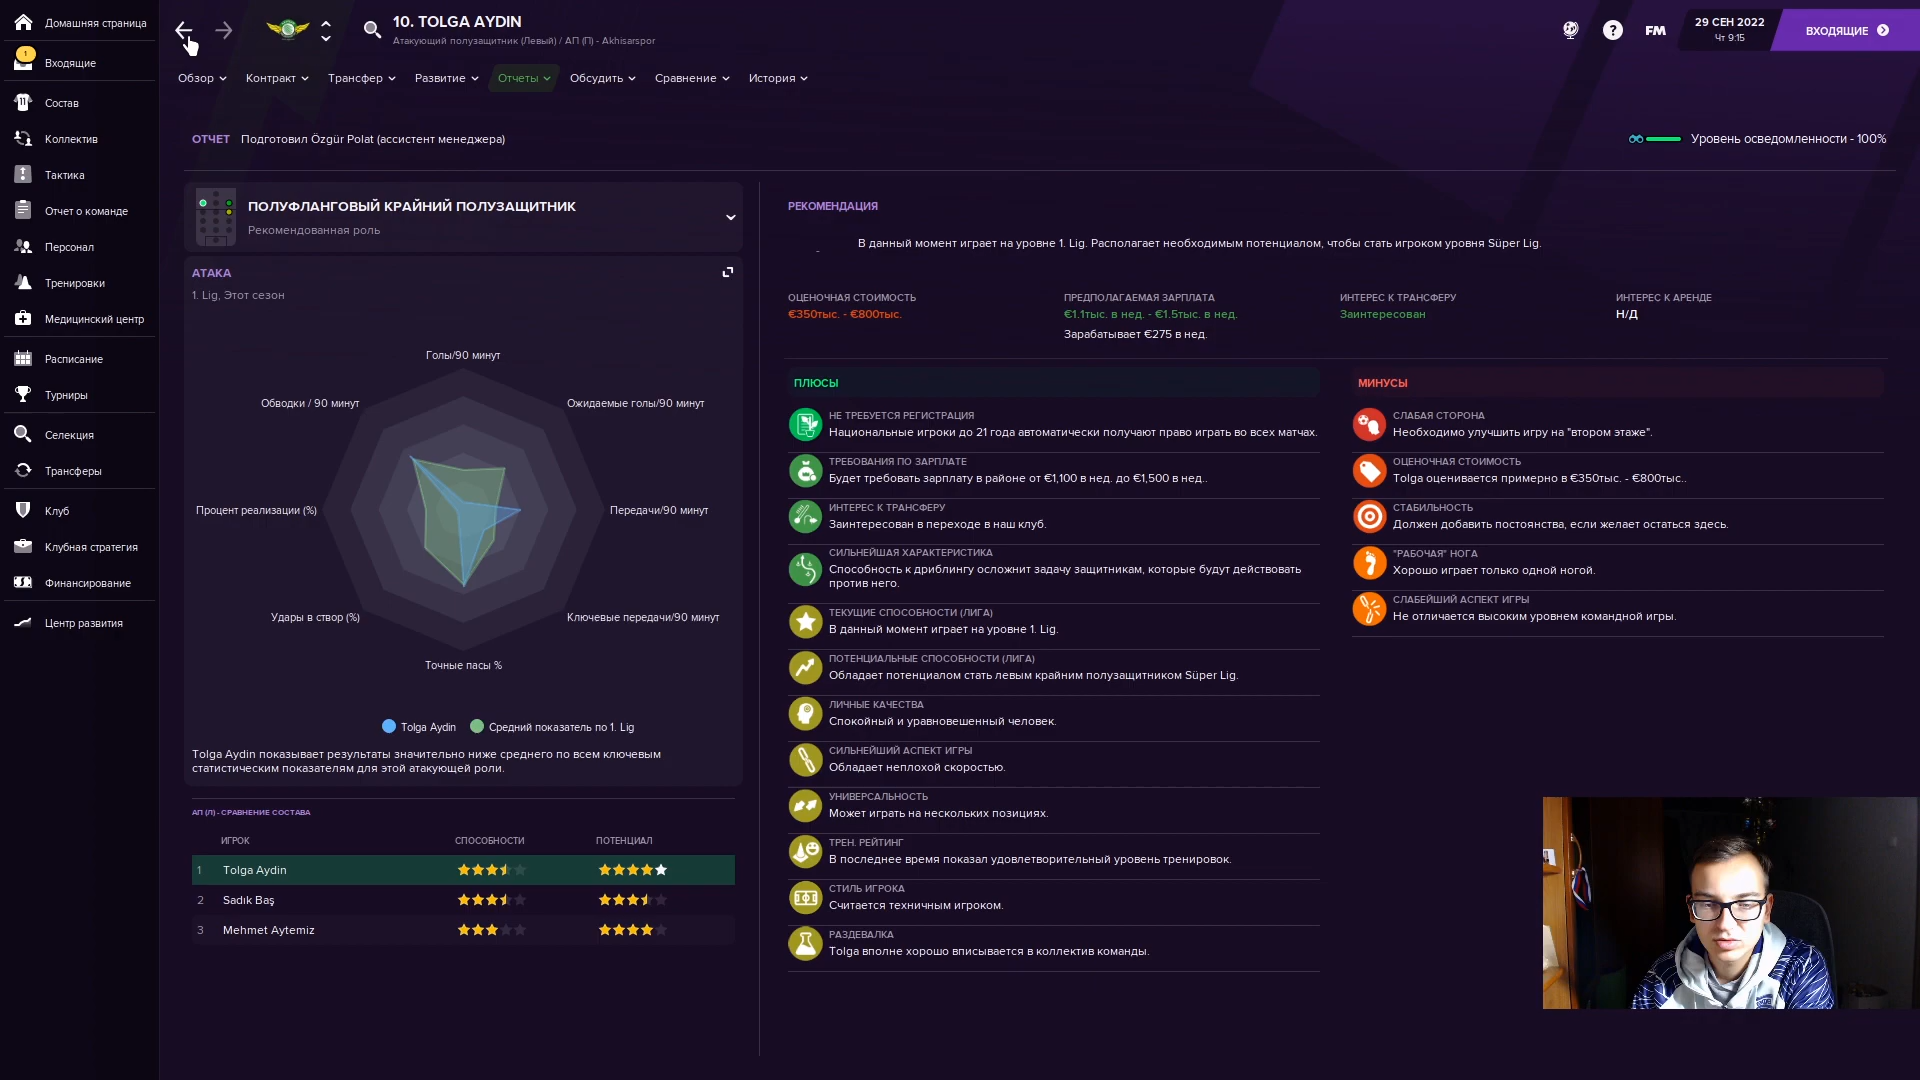 Домашняя страница
1
Входящие
Состав
Коллектив
Тактика
Отчет о команде
Персонал
Тренировки
Медицинский центр
Расписание
Турниры
Селекция
Трансферы
Клуб
Клубная стратегия
Финансирование
Центр развития
10. TOLGA AYDIN
Атакующий полузащитник (Левый) / АП (П) - Akhisarspor
?
FM
29 СЕН 2022
Чт 9:15
ВХОДЯЩИЕ
Обзор
Контракт
Трансфер
Развитие
Отчеты
Обсудить
Сравнение
История
ОТЧЕТ Подготовил Özgür Polat (ассистент менеджера)
Уровень осведомленности - 100%
ПОЛУФЛАНГОВЫЙ КРАЙНИЙ ПОЛУЗАЩИТНИК
Рекомендованная роль
АТАКА
1. Lig, Этот сезон
Голы/90 минут
Обводки / 90 минут
Ожидаемые голы/90 минут
Процент реализации (%)
Передачи/90 минут
Удары в створ (%)
Ключевые передачи/90 минут
Точные пасы %
Tolga Aydin
Средний показатель по 1. Lig
Tolga Aydin показывает результаты значительно ниже среднего по всем ключевым
статистическим показателям для этой атакующей роли.
АП (Л) - СРАВНЕНИЕ СОСТАВА
ИГРОК СПОСОБНОСТИ ПОТЕНЦИАЛ
1 Tolga Aydin
2 Sadık Baş
3 Mehmet Aytemiz
РЕКОМЕНДАЦИЯ
-
В данный момент играет на уровне 1. Lig. Располагает необходимым потенциалом, чтобы стать игроком уровня Süper Lig.
ОЦЕНОЧНАЯ СТОИМОСТЬ
€350тыс. - €800тыс.
ПРЕДПОЛАГАЕМАЯ ЗАРПЛАТА
€1.1тыс. в нед. - €1.5тыс. в нед.
Зарабатывает €275 в нед.
ИНТЕРЕС К ТРАНСФЕРУ
Заинтересован
ИНТЕРЕС К АРЕНДЕ
Н/Д
ПЛЮСЫ
НЕ ТРЕБУЕТСЯ РЕГИСТРАЦИЯ
Национальные игроки до 21 года автоматически получают право играть во всех матчах.
ТРЕБОВАНИЯ ПО ЗАРПЛАТЕ
Будет требовать зарплату в районе от €1,100 в нед. до €1,500 в нед..
ИНТЕРЕС К ТРАНСФЕРУ
Заинтересован в переходе в наш клуб.
СИЛЬНЕЙШАЯ ХАРАКТЕРИСТИКА
Способность к дриблингу осложнит задачу защитникам, которые будут действовать
против него.
ТЕКУЩИЕ СПОСОБНОСТИ (ЛИГА)
В данный момент играет на уровне 1. Lig.
ПОТЕНЦИАЛЬНЫЕ СПОСОБНОСТИ (ЛИГА)
Обладает потенциалом стать левым крайним полузащитником Süper Lig.
ЛИЧНЫЕ КАЧЕСТВА
Спокойный и уравновешенный человек.
СИЛЬНЕЙШИЙ АСПЕКТ ИГРЫ
Обладает неплохой скоростью.
УНИВЕРСАЛЬНОСТЬ
Может играть на нескольких позициях.
ТРЕН. РЕЙТИНГ
В последнее время показал удовлетворительный уровень тренировок.
СТИЛЬ ИГРОКА
Считается техничным игроком.
РАЗДЕВАЛКА
Tolga вполне хорошо вписывается в коллектив команды.
МИНУСЫ
СЛАБАЯ СТОРОНА
Необходимо улучшить игру на "втором этаже".
ОЦЕНОЧНАЯ СТОИМОСТЬ
Tolga оценивается примерно в €350тыс. - €800тыс..
СТАБИЛЬНОСТЬ
Должен добавить постоянства, если желает остаться здесь.
"РАБОЧАЯ" НОГА
Хорошо играет только одной ногой.
СЛАБЕЙШИЙ АСПЕКТ ИГРЫ
Не отличается высоким уровнем командной игры.